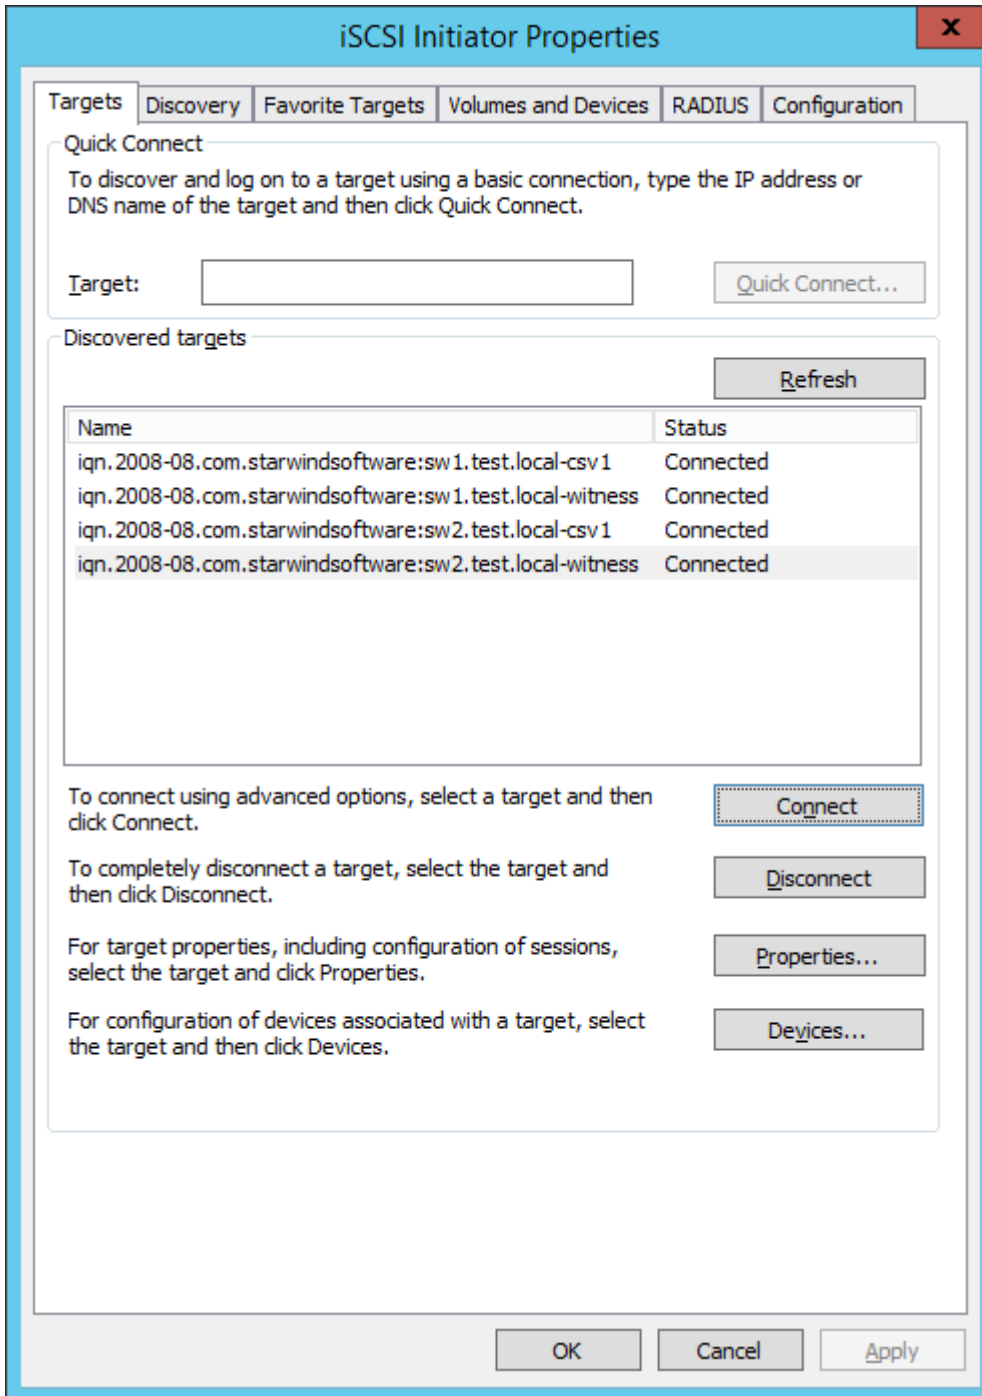 iSCSI Initiator Properties
x
Targets Discovery Favorite Targets Volumes and Devices RADIUS Configuration
Quick Connect
To discover and log on to a target using a basic connection, type the IP address or
DNS name of the target and then click Quick Connect.
Target: Quick Connect...
Discovered targets
Refresh
Name Status
iqn.2008-08.com.starwindsoftware:sw1.test.local-csv1 Connected
iqn.2008-08.com.starwindsoftware:sw1.test.local-witness Connected
iqn.2008-08.com.starwindsoftware:sw2.test.local-csv1 Connected
iqn.2008-08.com.starwindsoftware:sw2.test.local-witness Connected
To connect using advanced options, select a target and then
click Connect.
Connect
To completely disconnect a target, select the target and
then click Disconnect.
Disconnect
For target properties, including configuration of sessions,
select the target and click Properties.
Properties...
For configuration of devices associated with a target, select
the target and then click Devices.
Devices...
OK Cancel Apply